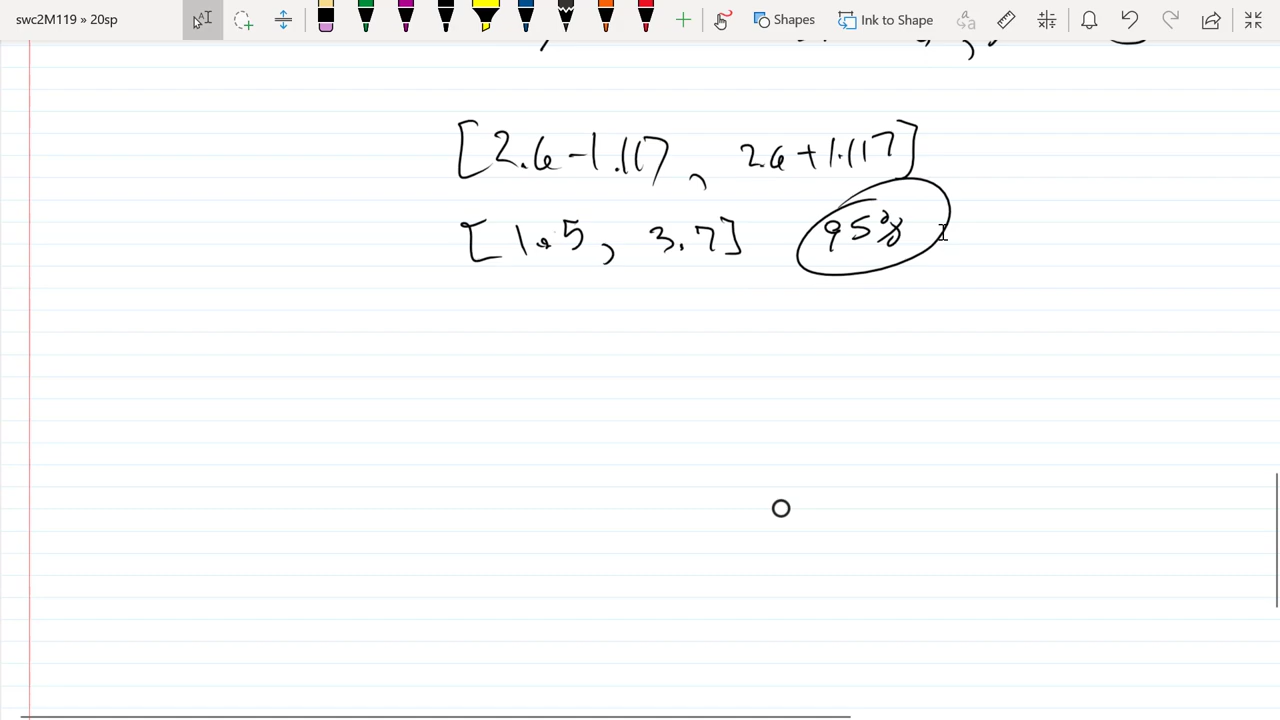 swc2M119 » 20sp
Shapes
Ink to Shape
[2.6-1.117, 2.6+1.117]
[1.5, 3.7] 95%